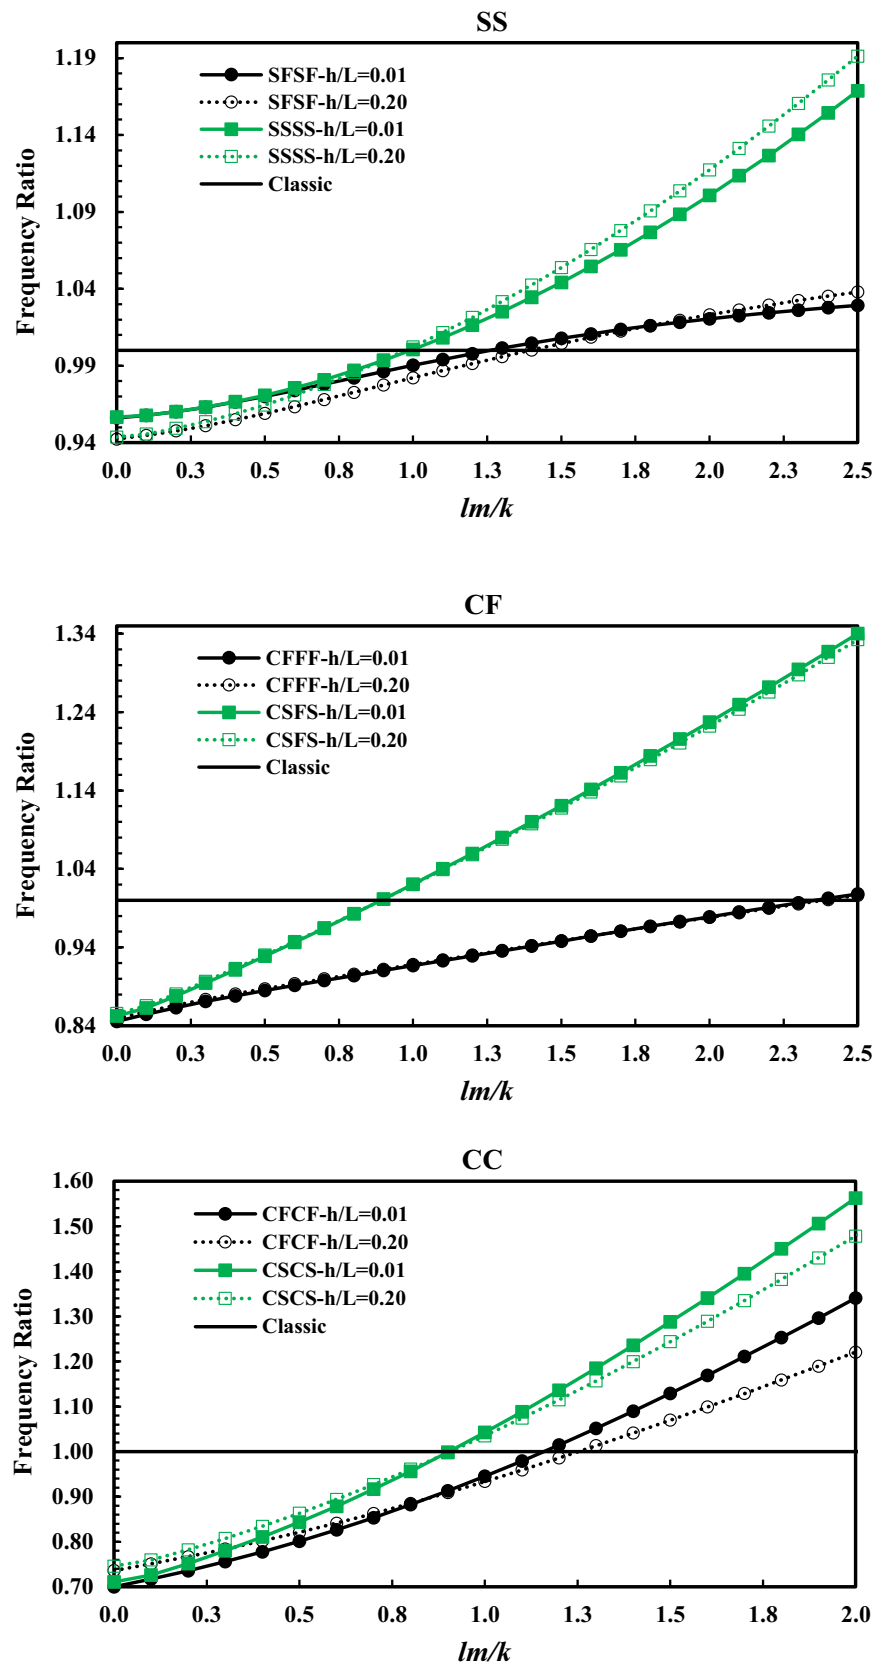 SS
Frequency Ratio
1.19
1.14
1.09
1.04
0.99
0.94
SFSF-h/L=0.01
SFSF-h/L=0.20
SSSS-h/L=0.01
SSSS-h/L=0.20
Classic
0.0 0.3 0.5 0.8 1.0 1.3 1.5 1.8 2.0 2.3 2.5
lm/k
CF
Frequency Ratio
1.34
1.24
1.14
1.04
0.94
0.84
CFFF-h/L=0.01
CFFF-h/L=0.20
CSFS-h/L=0.01
CSFS-h/L=0.20
Classic
0.0 0.3 0.5 0.8 1.0 1.3 1.5 1.8 2.0 2.3 2.5
lm/k
CC
Frequency Ratio
1.60
1.50
1.40
1.30
1.20
1.10
1.00
0.90
0.80
0.70
CFCF-h/L=0.01
CFCF-h/L=0.20
CSCS-h/L=0.01
CSCS-h/L=0.20
Classic
0.0 0.3 0.5 0.8 1.0 1.3 1.5 1.8 2.0
lm/k